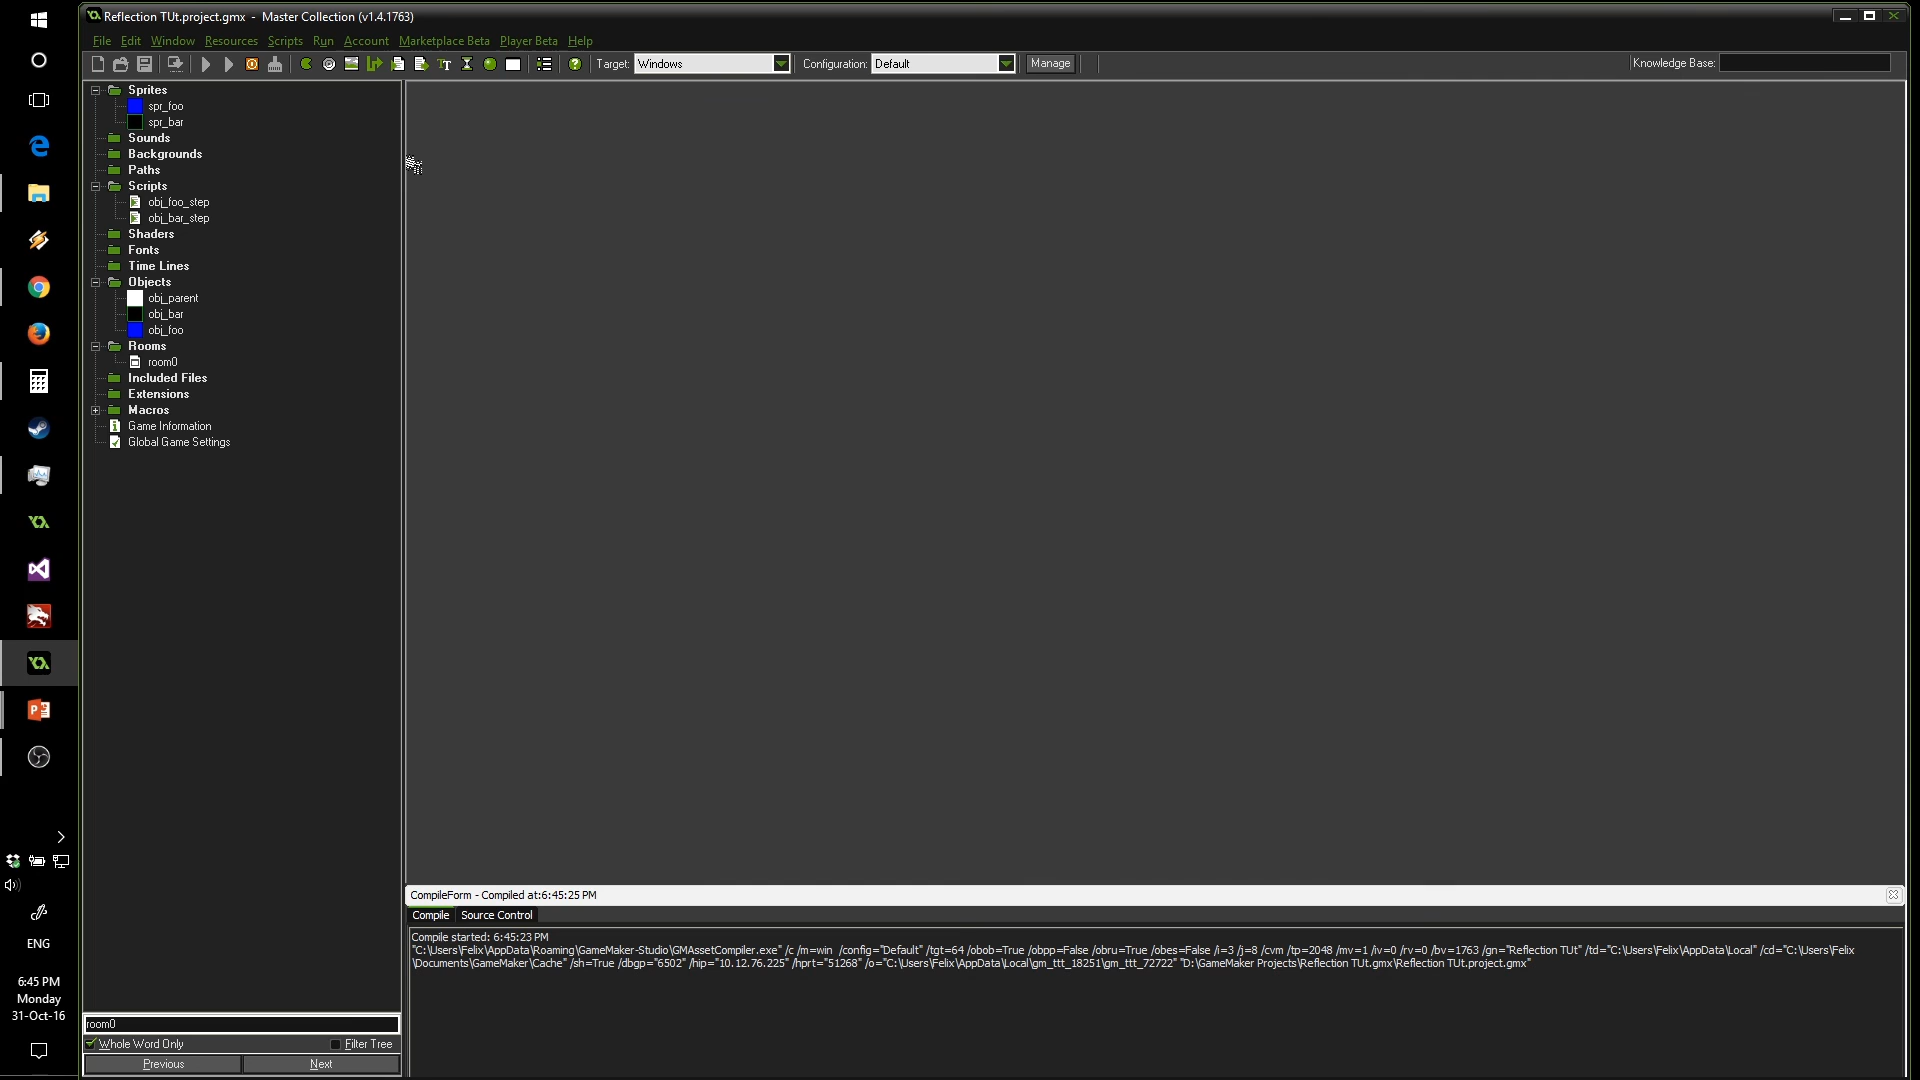 Reflection TUt.project.gmx - Master Collection (v1.4.1763)
File Edit Window Resources Scripts Run Account Marketplace Beta Player Beta Help
Target: Windows Configuration: Default Manage Knowledge Base:
Sprites
spr_foo
spr_bar
Sounds
Backgrounds
Paths
Scripts
obj_foo_step
obj_bar_step
Shaders
Fonts
Time Lines
Objects
obj_parent
obj_bar
obj_foo
Rooms
room0
Included Files
Extensions
Macros
Game Information
Global Game Settings
CompileForm - Compiled at:6:45:25 PM
Compile Source Control
Compile started: 6:45:23 PM
"C:\Users\Felix\AppData\Roaming\GameMaker-Studio\GMAssetCompiler.exe" /c /m=win /config="Default" /tgt=64 /obob=True /obpp=False /obru=True /obes=False /i=3 /j=8 /cvm /tp=2048 /mv=1 /iv=0 /rv=0 /bv=1763 /gn="Reflection TUt" /td="C:\Users\Felix\AppData\Local" /cd="C:\Users\Felix
\Documents\GameMaker\Cache" /sh=True /dbgp="6502" /hip="10.12.76.225" /hprt="51268" /o="C:\Users\Felix\AppData\Local\gm_ttt_18251\gm_ttt_72722" "D:\GameMaker Projects\Reflection TUt.gmx\Reflection TUt.project.gmx"
room0
Whole Word Only Filter Tree
Previous Next
ENG
6:45 PM
Monday
31-Oct-16